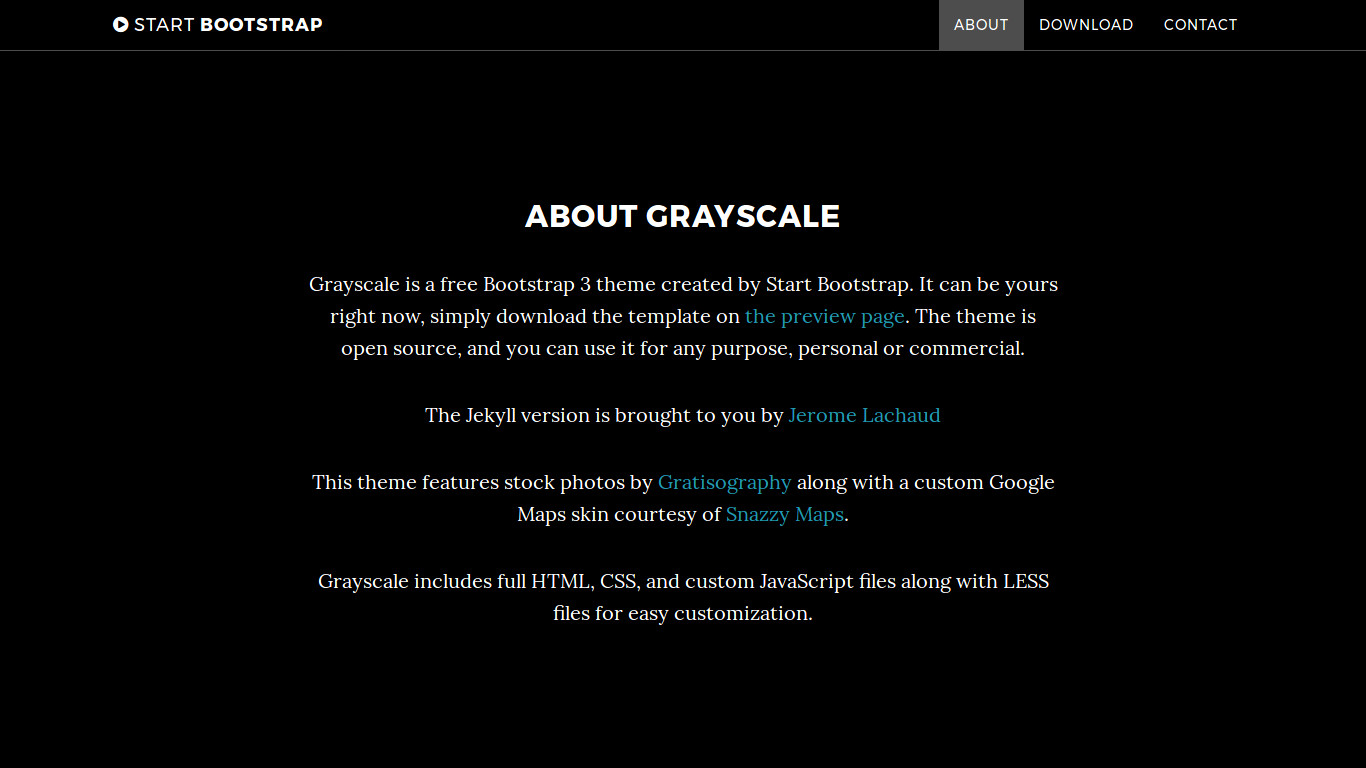 START BOOTSTRAP
ABOUT DOWNLOAD CONTACT
ABOUT GRAYSCALE
Grayscale is a free Bootstrap 3 theme created by Start Bootstrap. It can be yours
right now, simply download the template on the preview page. The theme is
open source, and you can use it for any purpose, personal or commercial.
The Jekyll version is brought to you by Jerome Lachaud
This theme features stock photos by Gratisography along with a custom Google
Maps skin courtesy of Snazzy Maps.
Grayscale includes full HTML, CSS, and custom JavaScript files along with LESS
files for easy customization.